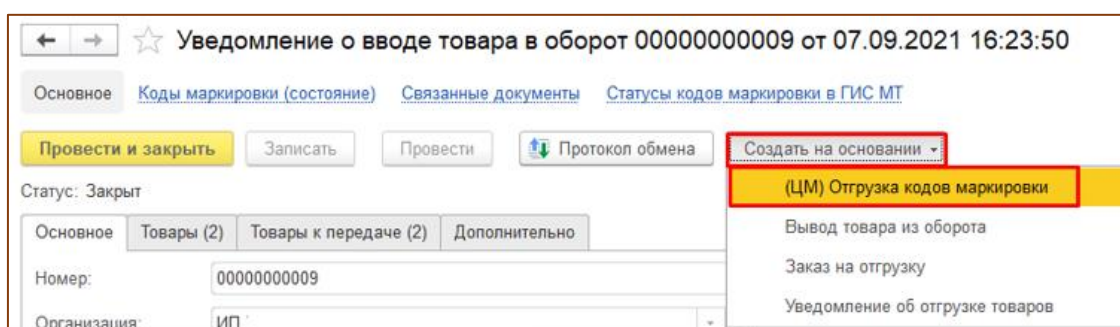 Уведомление о вводе товара в оборот 00000000009 от 07.09.2021 16:23:50
Основное Коды маркировки (состояние) Связанные документы Статусы кодов маркировки в ГИС МТ
Провести и закрыть Записать Провести Протокол обмена Создать на основании
(ЦМ) Отгрузка кодов маркировки
Статус: Закрыт
Основное Товары (2) Товары к передаче (2) Дополнительно
Вывод товара из оборота
Заказ на отгрузку
Номер: 00000000009
Уведомление об отгрузке товаров
Организация: ИП